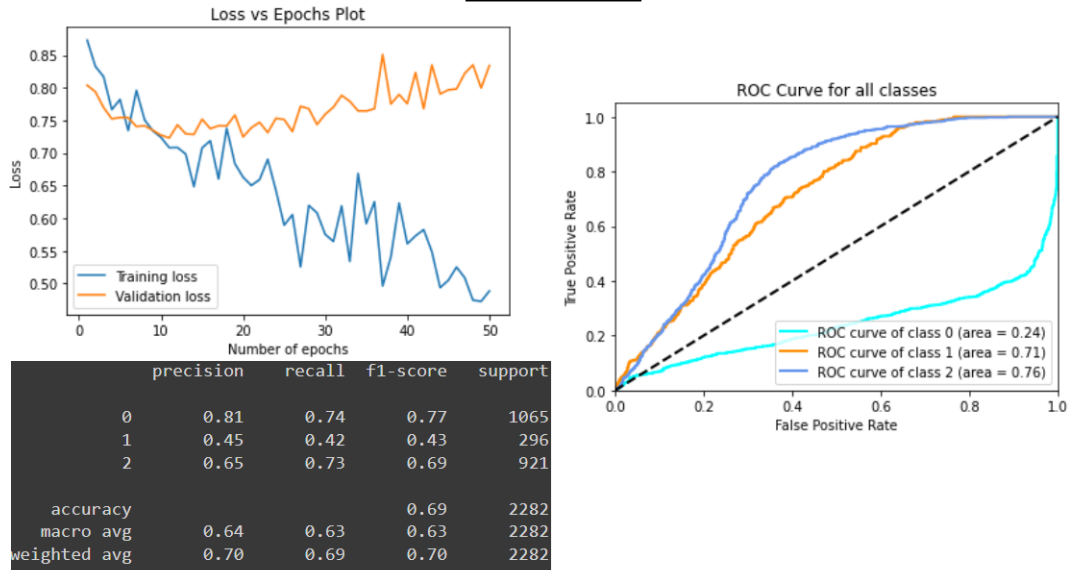 Loss vs Epochs Plot
0.85
0.80
0.75
0.70
0.65
0.60
0.55
0.50
Loss
Training loss
Validation loss
0 10 20 30 40 50
Number of epochs
precision recall f1-score support
0 0.81 0.74 0.77 1065
1 0.45 0.42 0.43 296
2 0.65 0.73 0.69 921
accuracy 0.69 2282
macro avg 0.64 0.63 0.63 2282
weighted avg 0.70 0.69 0.70 2282
ROC Curve for all classes
1.0
0.8
0.6
0.4
0.2
0.0
True Positive Rate
ROC curve of class 0 (area = 0.24)
ROC curve of class 1 (area = 0.71)
ROC curve of class 2 (area = 0.76)
0.0 0.2 0.4 0.6 0.8 1.0
False Positive Rate